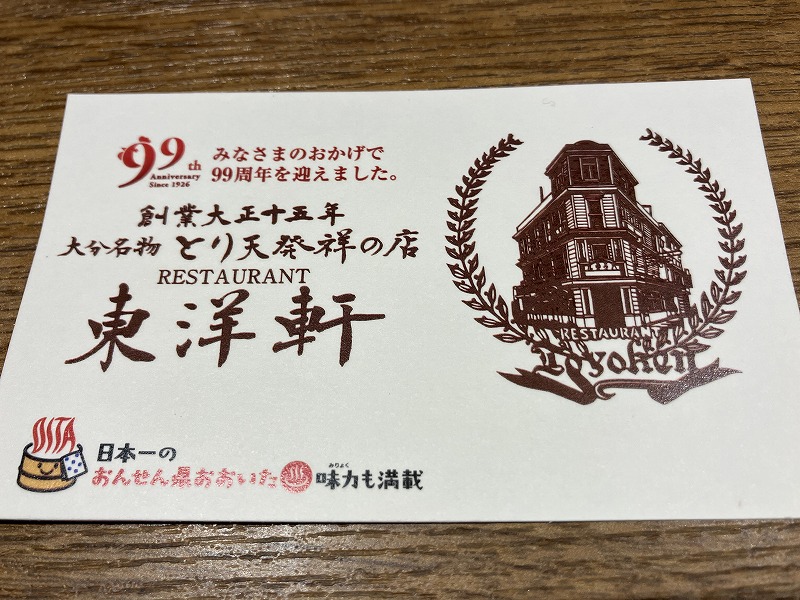 99th
Anniversary
Since 1926
みなさまのおかげで
99周年を迎えました。
創業大正十五年
大分名物 とり天発祥の店
RESTAURANT
東洋軒
RESTAURANT
Toyoken
OITA
日本一の
おんせん県おおいた♨味力も満載
みりょく